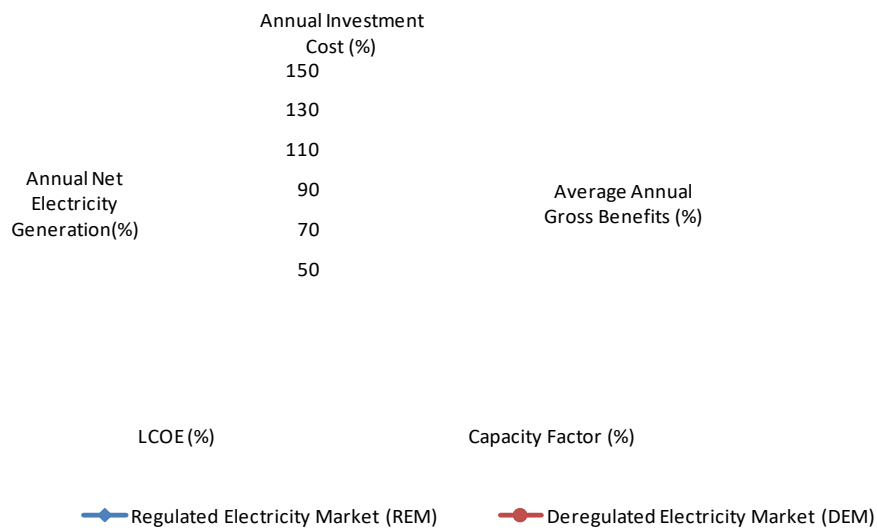 Annual Investment
Cost (%)
150
130
110
90
70
50
Annual Net
Electricity
Generation(%)
Average Annual
Gross Benefits (%)
LCOE (%)
Capacity Factor (%)
Regulated Electricity Market (REM)
Deregulated Electricity Market (DEM)